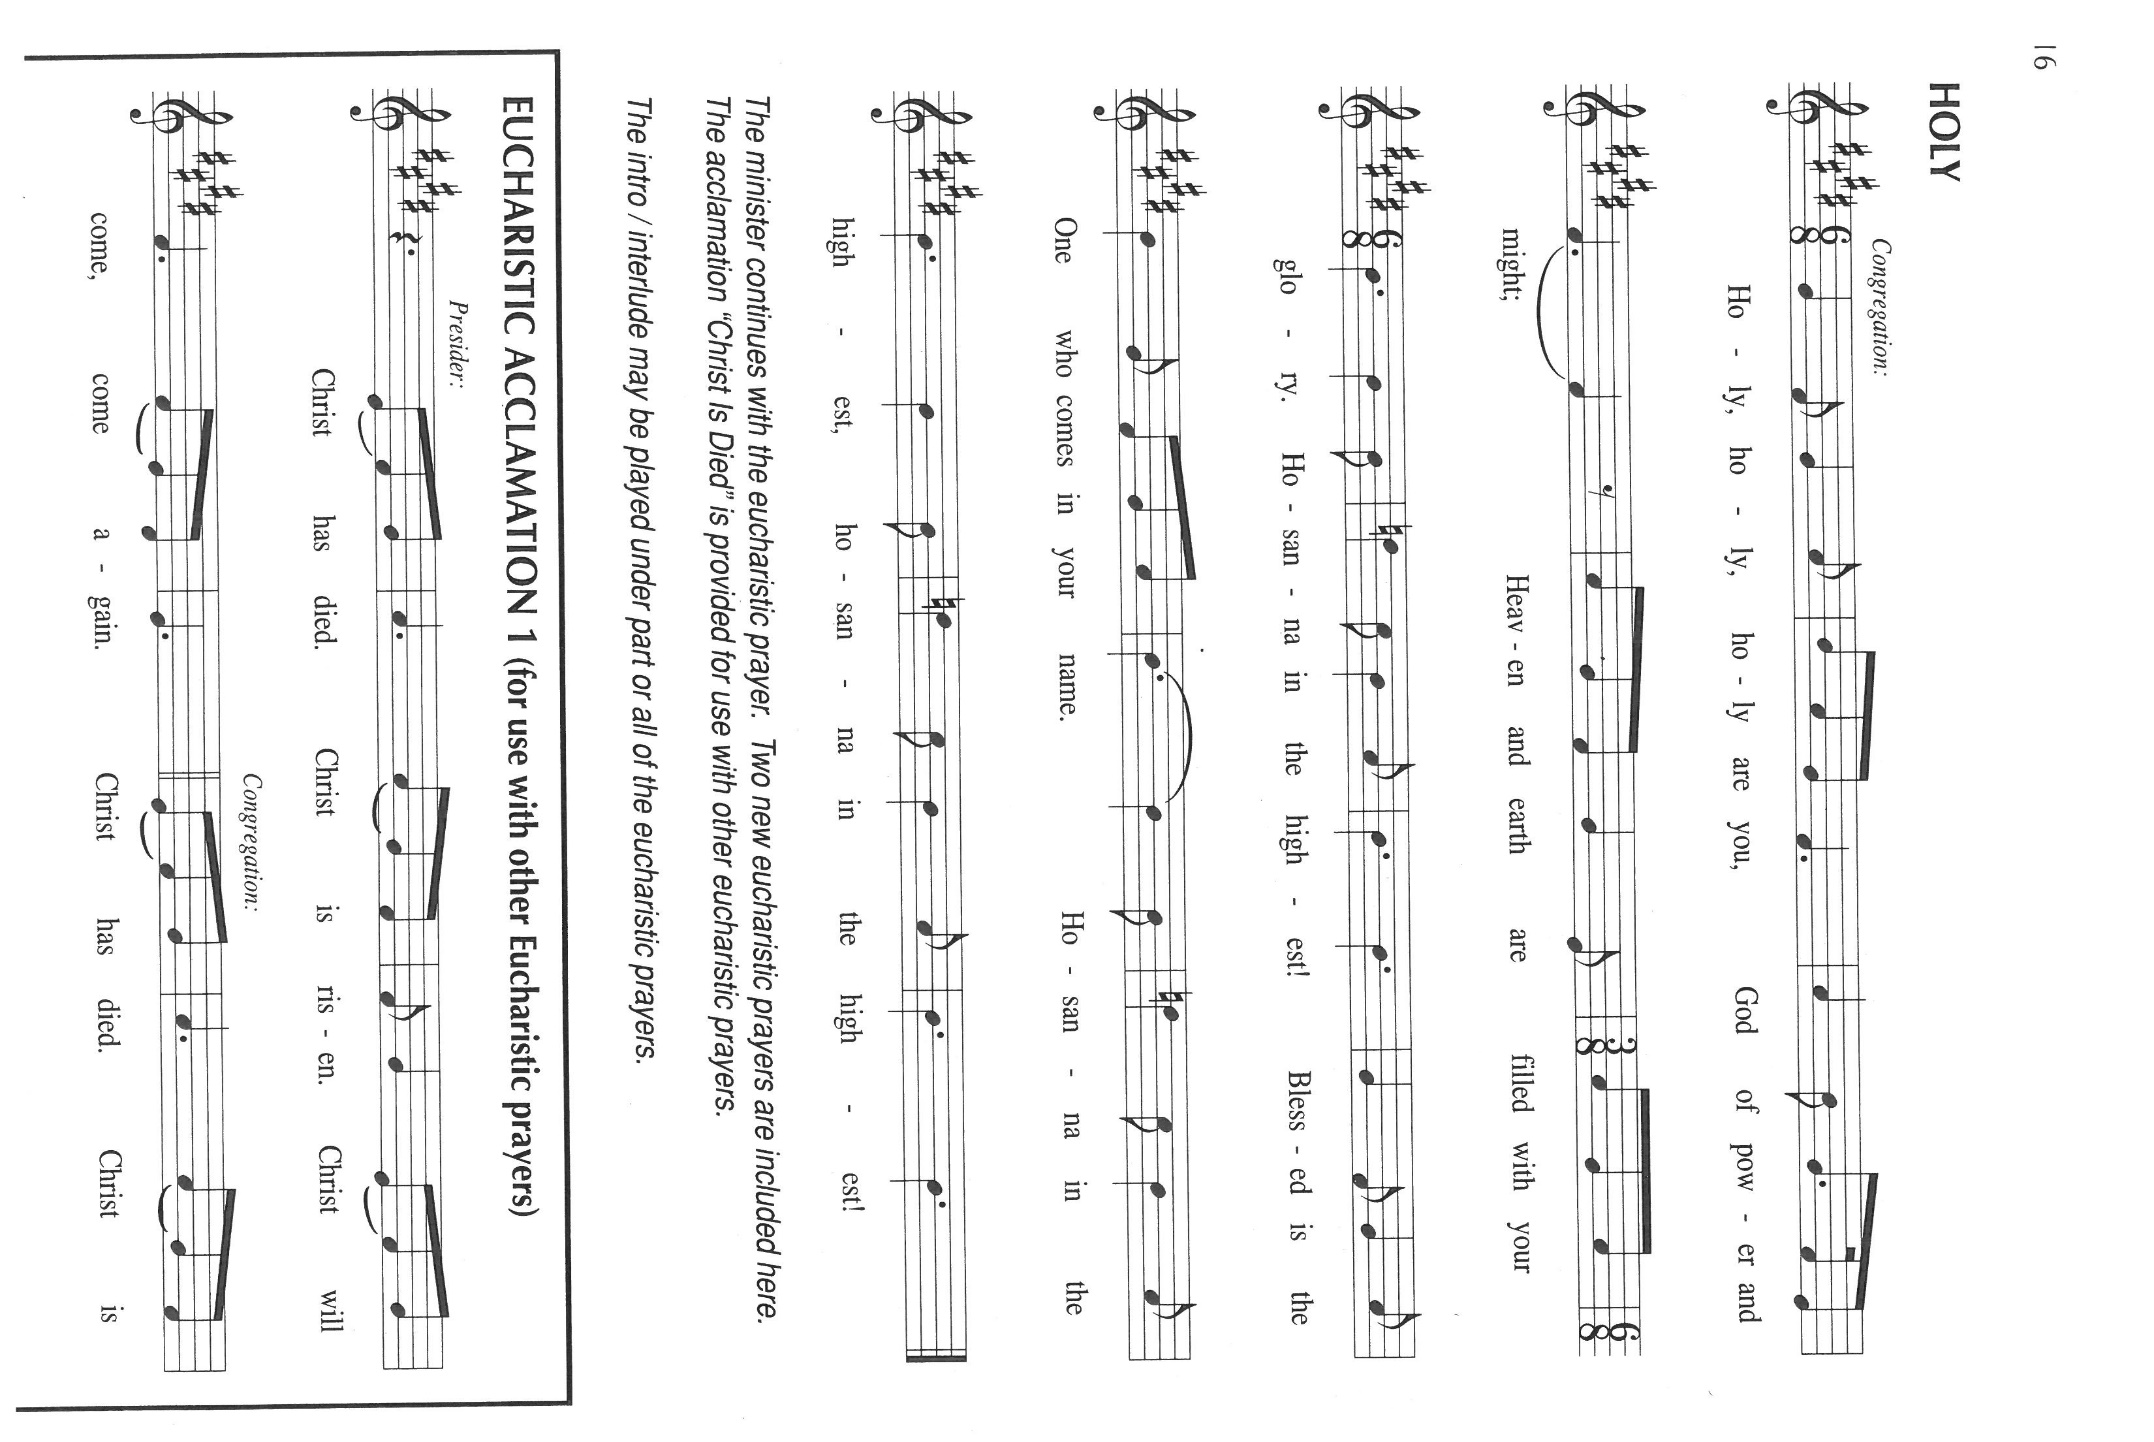 16
HOLY
Congregation:
Ho - ly, ho - ly, ho - ly are you, God of pow - er and
might; Heav - en and earth are filled with your
glo - ry. Ho - san - na in the high - est! Bless - ed is the
One who comes in your name. Ho - san - na in the
high - est, ho - san - na in the high - est!
The minister continues with the eucharistic prayer. Two new eucharistic prayers are included here.
The acclamation “Christ Is Died” is provided for use with other eucharistic prayers.
The intro / interlude may be played under part or all of the eucharistic prayers.
EUCHARISTIC ACCLAMATION 1 (for use with other Eucharistic prayers)
Presider:
Christ has died. Christ is ris - en. Christ will
Congregation:
come, come a - gain. Christ has died. Christ is